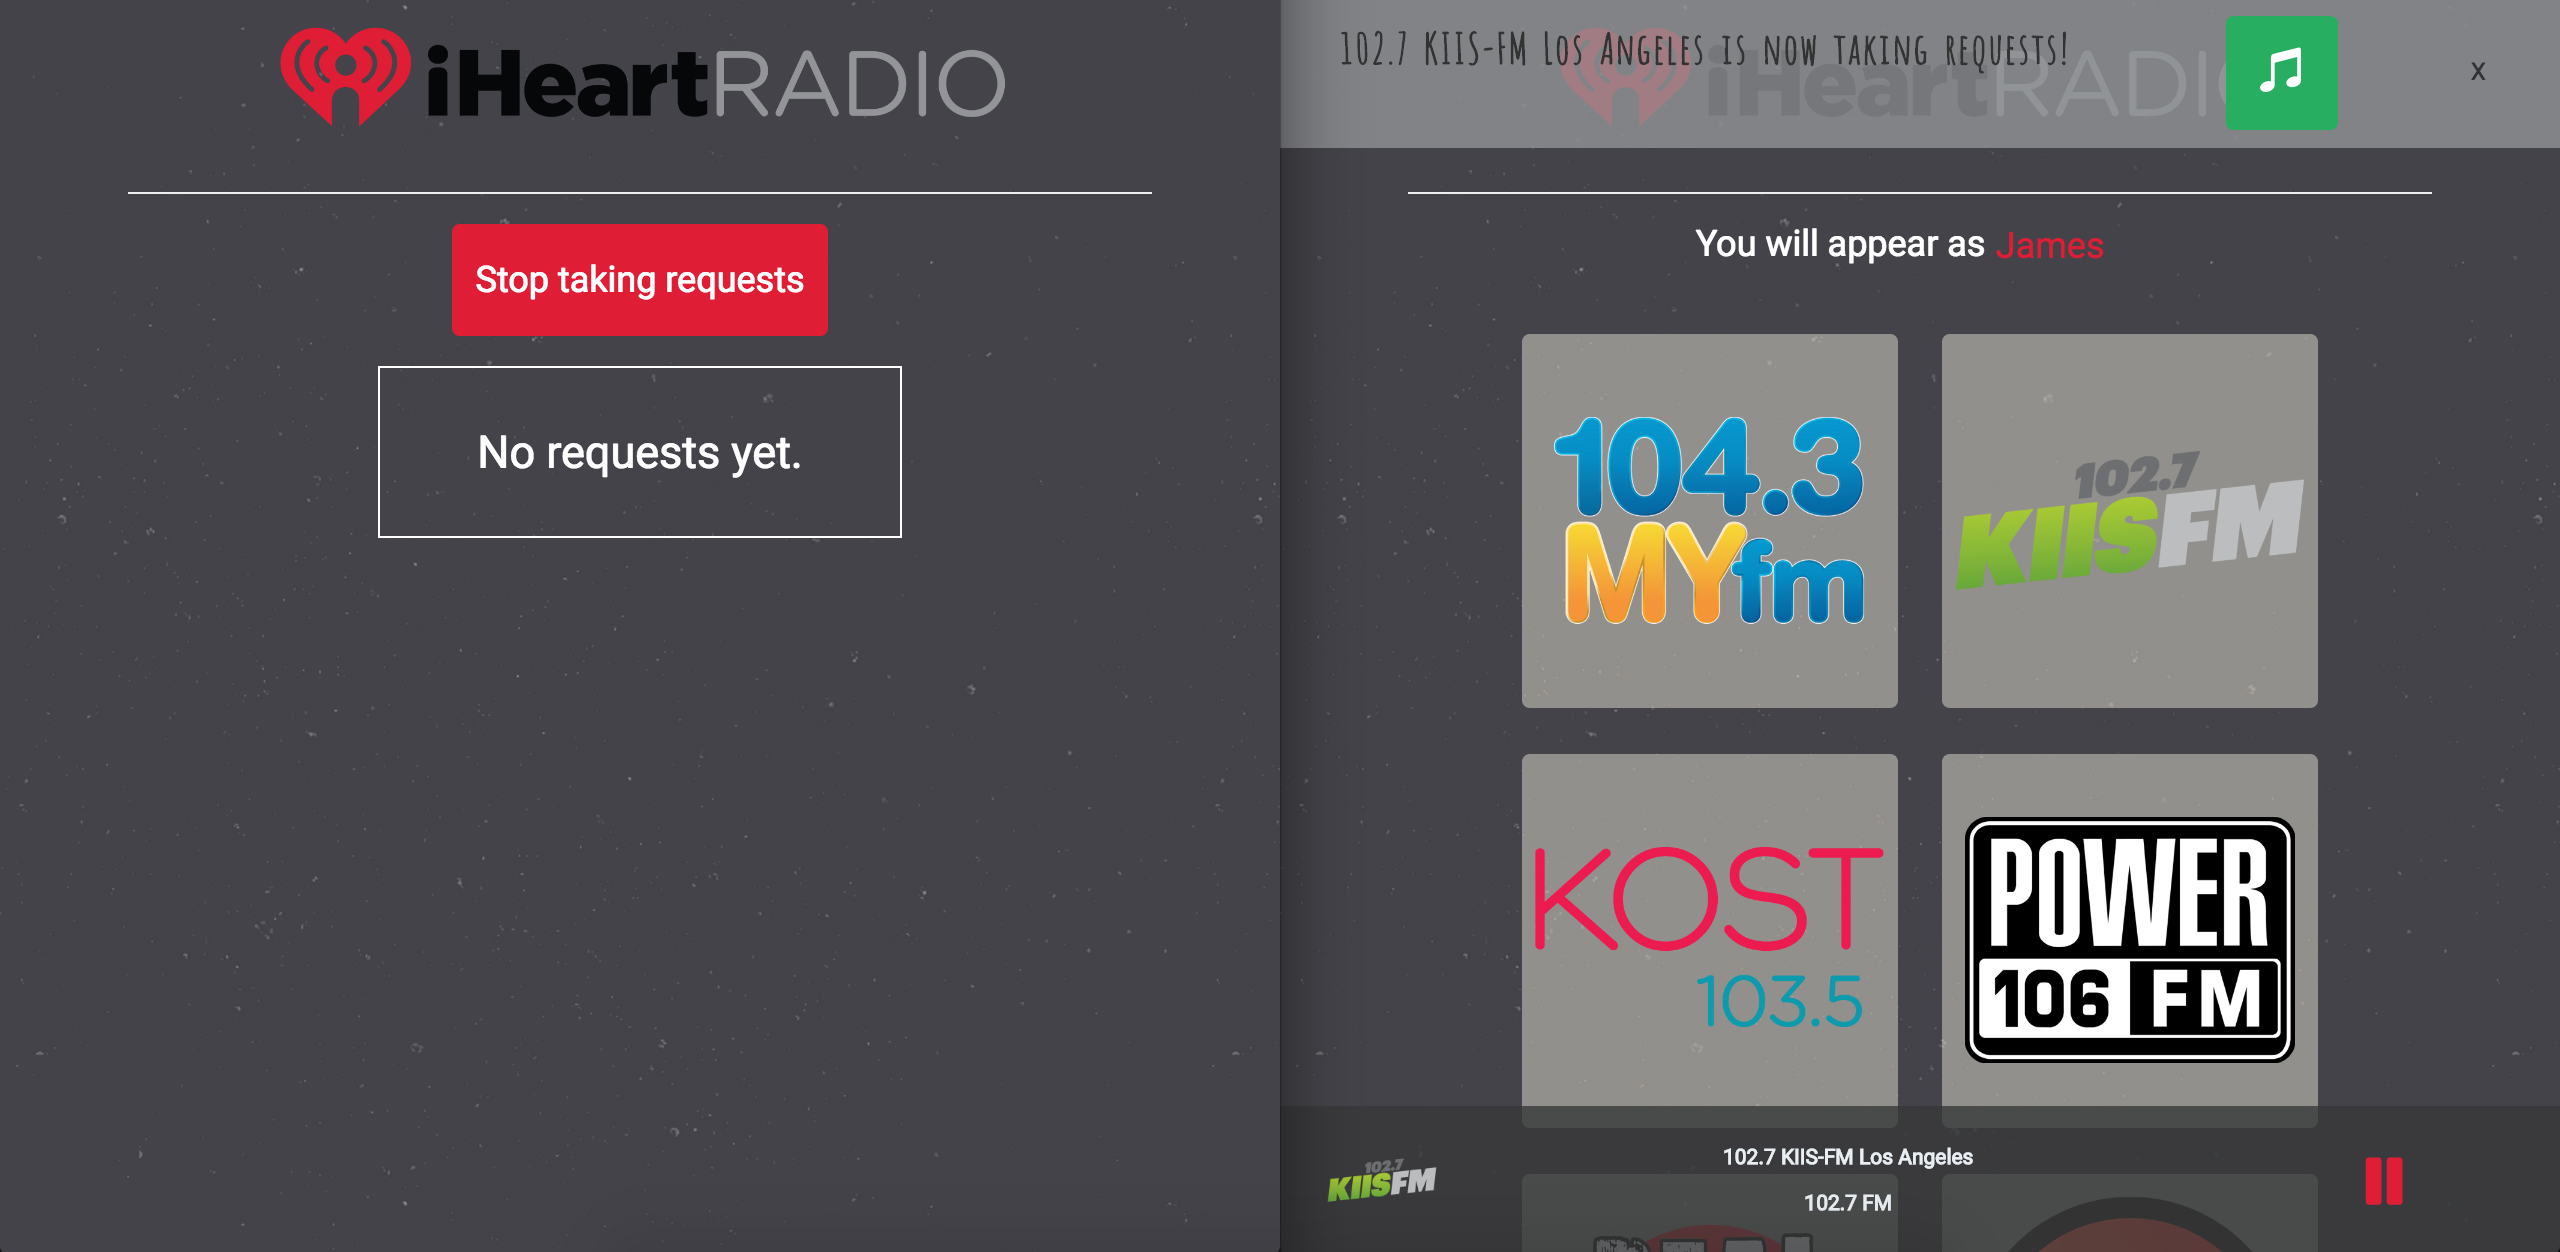 iHeartRADIO
Stop taking requests
No requests yet.
102.7 KIIS-FM Los Angeles is now taking requests!
x
iHeartRADIO
You will appear as James
104.3
MYfm
102.7
KIISFM
KOST
103.5
POWER
106 FM
102.7
KIISFM
102.7 KIIS-FM Los Angeles
102.7 FM